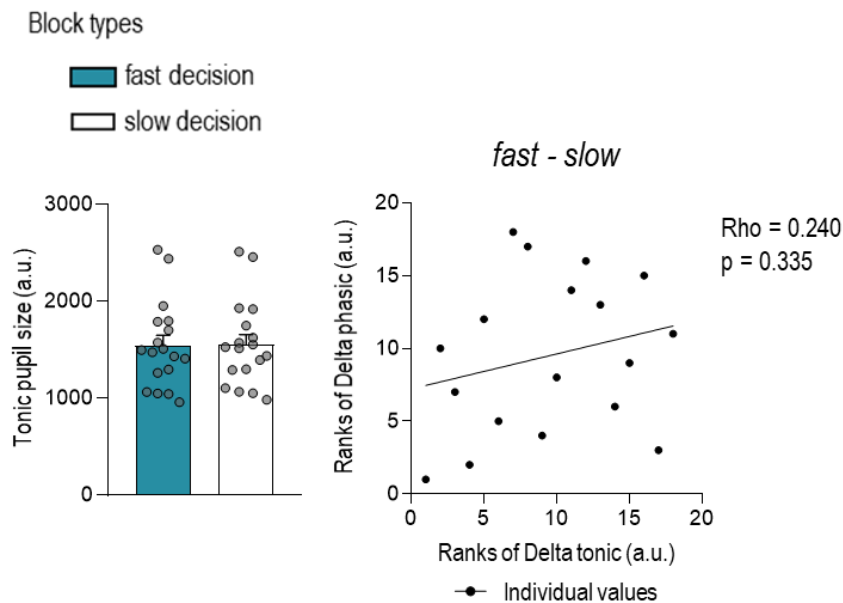 Block types
fast decision
slow decision
fast - slow
3000
2000
1000
0
Tonic pupil size (a.u.)
20
15
10
5
0
Ranks of Delta phasic (a.u.)
0 5 10 15 20
Ranks of Delta tonic (a.u.)
Individual values
Rho = 0.240
p = 0.335